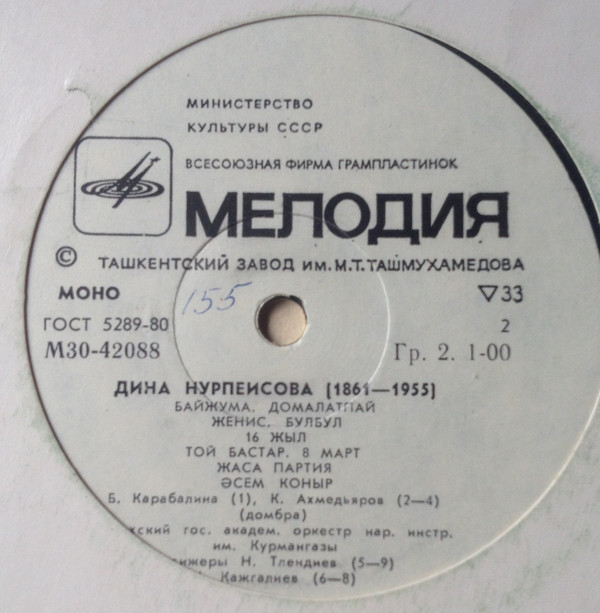 МИНИСТЕРСТВО
КУЛЬТУРЫ СССР
ВСЕСОЮЗНАЯ ФИРМА ГРАМПЛАСТИНОК
МЕЛОДИЯ
© ТАШКЕНТСКИЙ ЗАВОД ИМ. М.Т.ТАШМУХАМЕДОВА
МОНО 155 ▽33
ГОСТ 5289-80 2
М30-42088 Гр. 2. 1-00
ДИНА НУРПЕИСОВА (1861—1955)
БАЙЖУМА. ДОМАЛАТПАЙ
ЖЕНИС. БУЛБУЛ
16 ЖЫЛ
ТОЙ БАСТАР. 8 МАРТ
ЖАСА ПАРТИЯ
ӘСЕМ КОНЫР
Б. Карабалина (1), К. Ахмедьяров (2—4)
(домбра)
гос. академ. оркестр нар. инстр.
им. Курмангазы
Н. Тлендиев (5—9)
Кажгалиев (6—8)